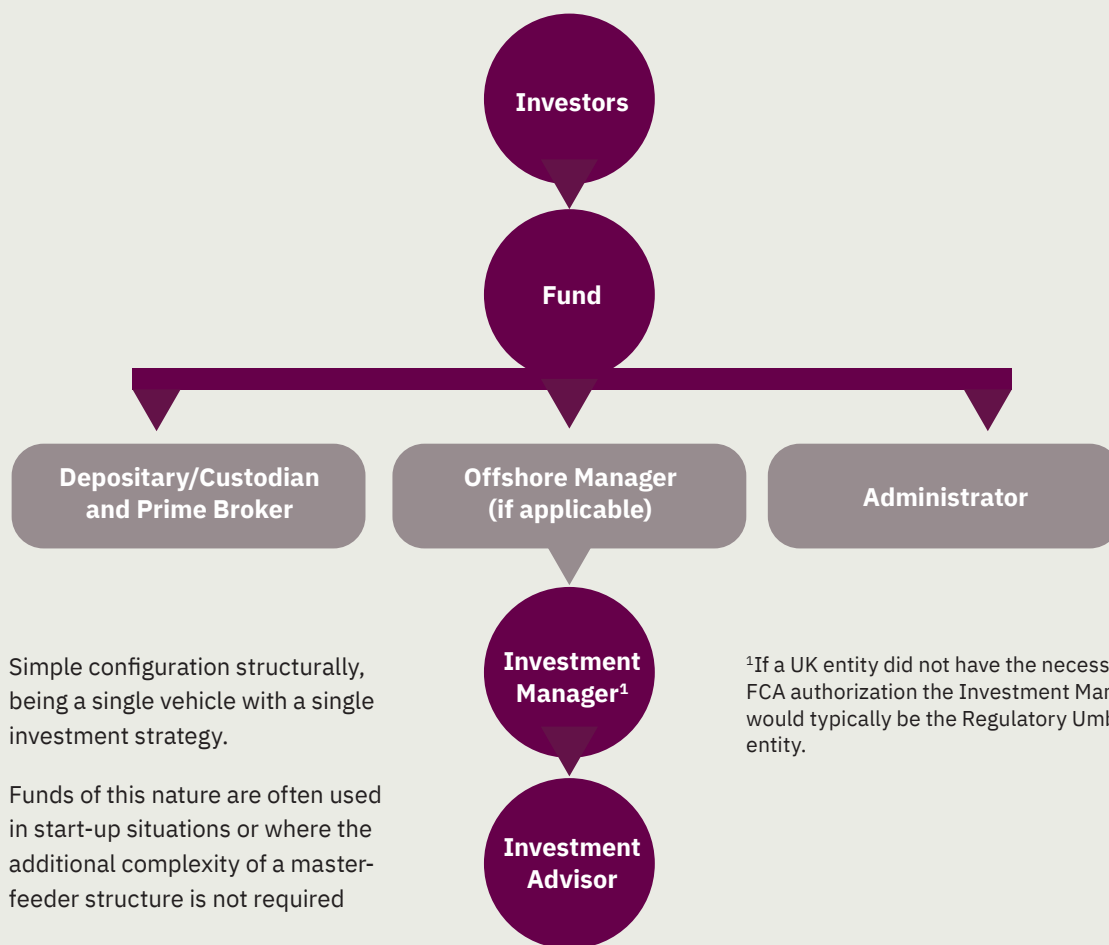 Investors
Fund
Depositary/Custodian
and Prime Broker
Offshore Manager
(if applicable)
Administrator
Simple configuration structurally,
being a single vehicle with a single
investment strategy.
Funds of this nature are often used
in start-up situations or where the
additional complexity of a master-
feeder structure is not required
Investment
Manager¹
Investment
Advisor
¹If a UK entity did not have the
FCA authorization the Investment
would typically be the Regulatory
entity.